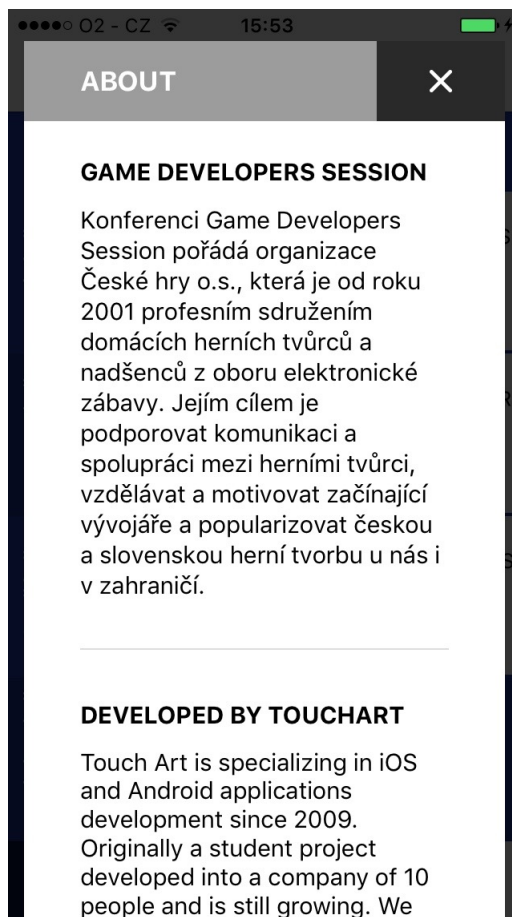 O2 - CZ 15:53
ABOUT
GAME DEVELOPERS SESSION
Konferenci Game Developers
Session pořádá organizace
České hry o.s., která je od roku
2001 profesním sdružením
domácích herních tvůrců a
nadšenců z oboru elektronické
zábavy. Jejím cílem je
podporovat komunikaci a
spolupráci mezi herními tvůrci,
vzdělávat a motivovat začínající
vývojáře a popularizovat českou
a slovenskou herní tvorbu u nás i
v zahraničí.
DEVELOPED BY TOUCHART
Touch Art is specializing in iOS
and Android applications
development since 2009.
Originally a student project
developed into a company of 10
people and is still growing. We